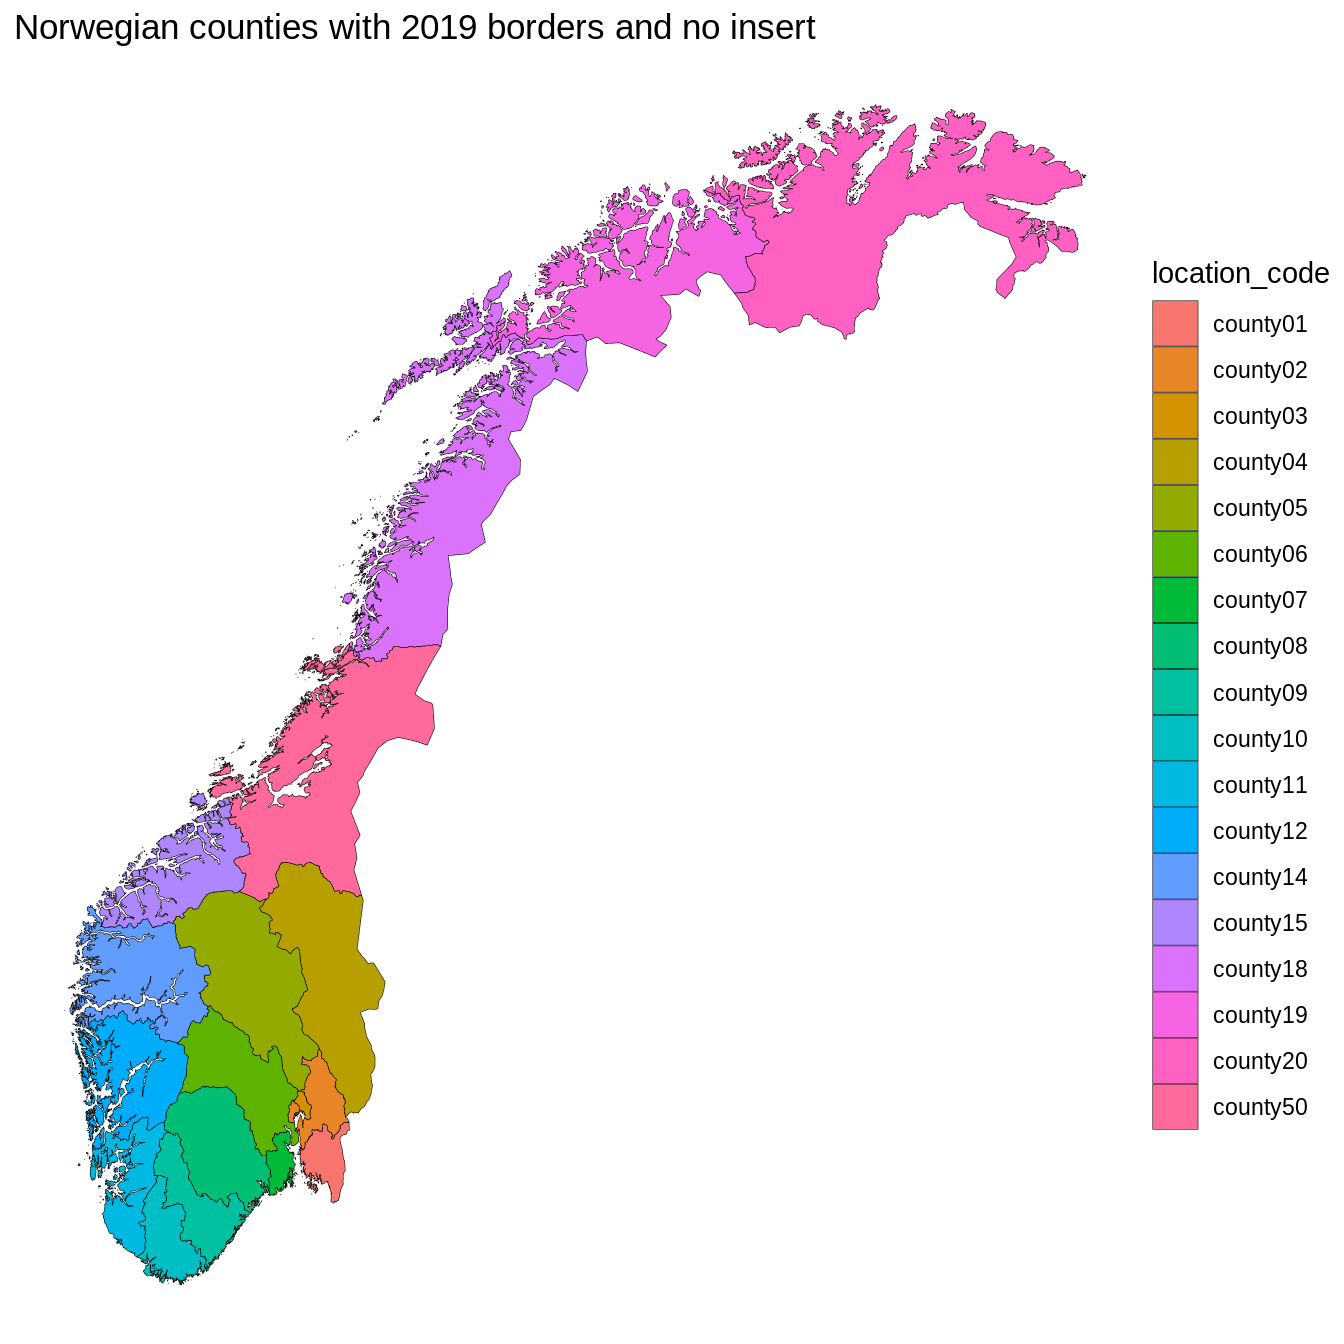 Norwegian counties with 2019 borders and no insert
location_code
county01
county02
county03
county04
county05
county06
county07
county08
county09
county10
county11
county12
county14
county15
county18
county19
county20
county50